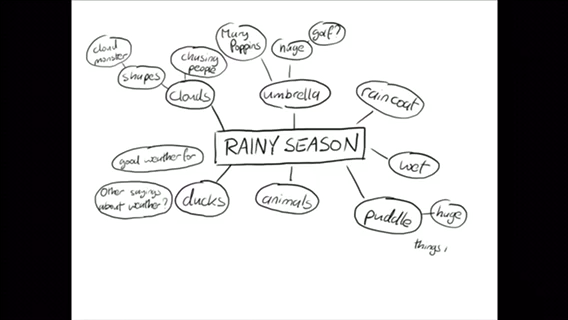 Mary
Poppins
golf?
huge
cloud
monster
chasing
people
shapes
clouds
umbrella
raincoat
RAINY SEASON
good weather for
wet
Other sayings
about weather?
ducks
animals
puddle
huge
things